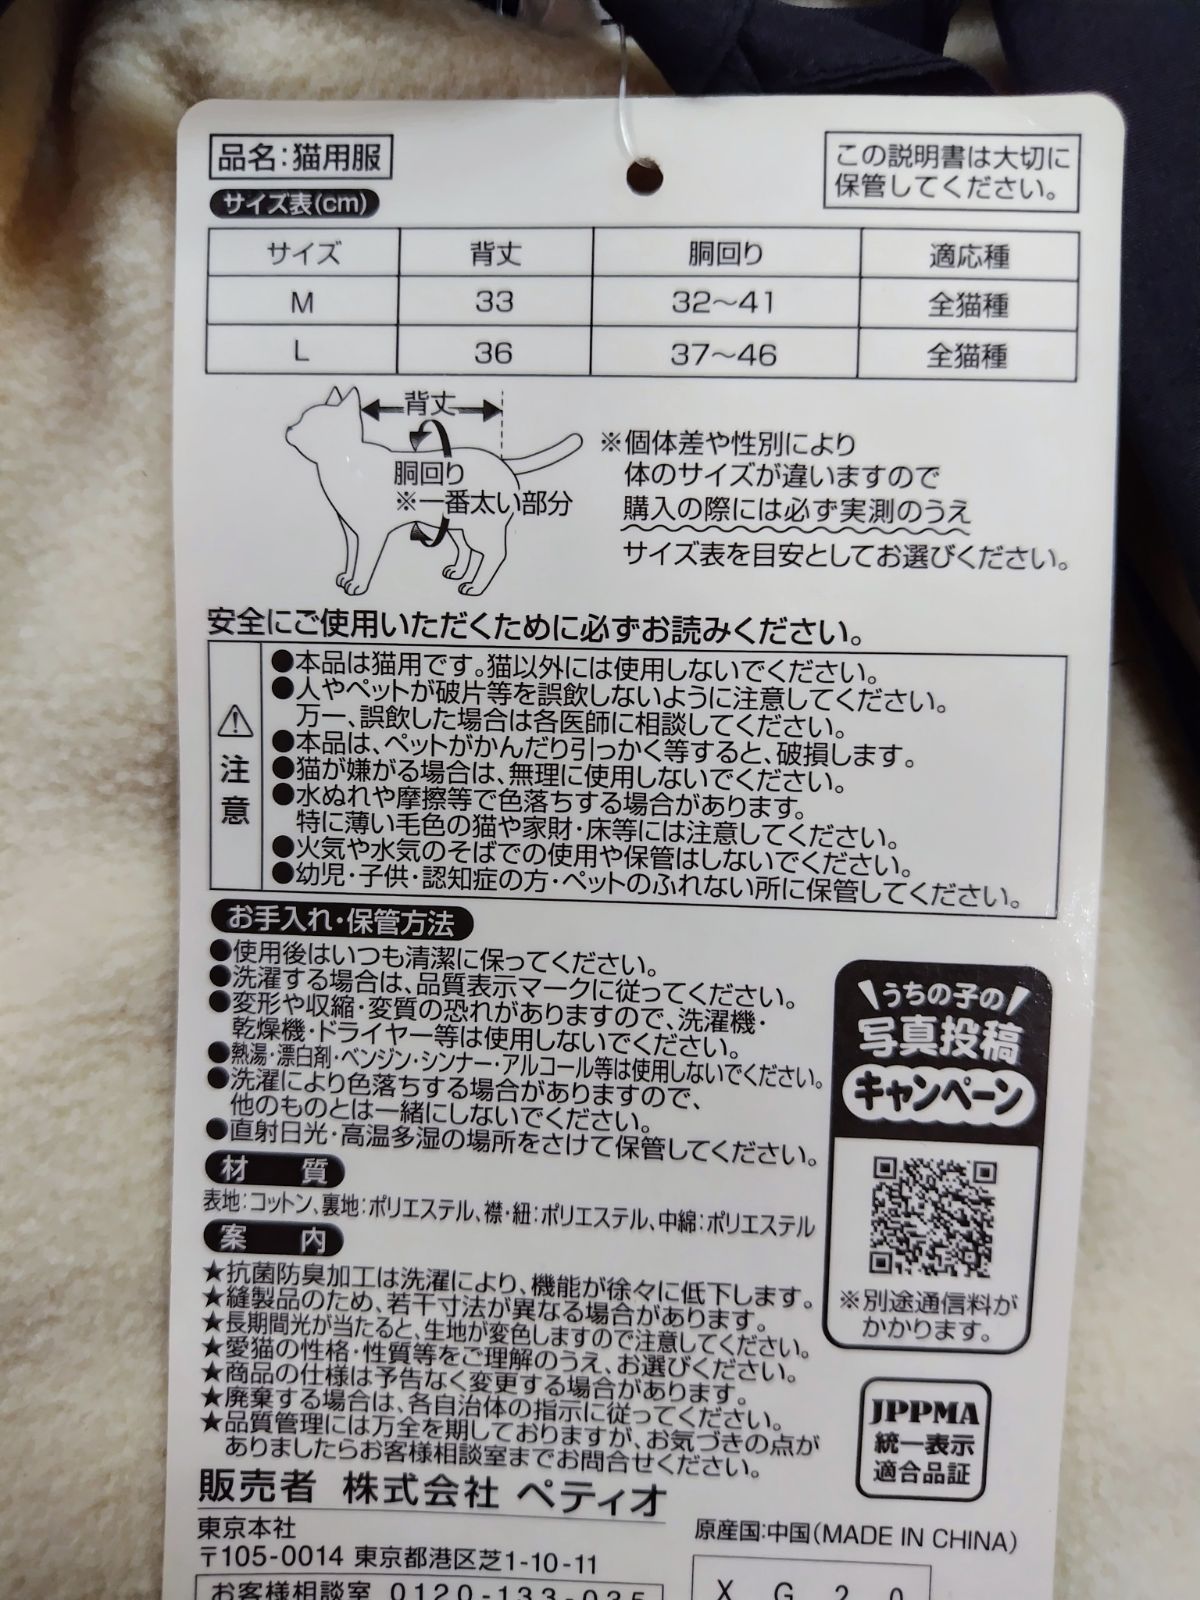 品名:猫用服
この説明書は大切に
保管してください。
サイズ表(cm)
サイズ 背丈 胴回り 適応種
M 33 32〜41 全猫種
L 36 37〜46 全猫種
背丈
胴回り
※一番太い部分
※個体差や性別により
体のサイズが違いますので
購入の際には必ず実測のうえ
サイズ表を目安としてお選びください。
安全にご使用いただくために必ずお読みください。
注意
●本品は猫用です。猫以外には使用しないでください。
●人やペットが破片等を誤飲しないように注意してください。
万一、誤飲した場合は各医師に相談してください。
●本品は、ペットがかんだり引っかく等すると、破損します。
●猫が嫌がる場合は、無理に使用しないでください。
●水ぬれや摩擦等で色落ちする場合があります。
特に薄い毛色の猫や家財・床等には注意してください。
●火気や水気のそばでの使用や保管はしないでください。
●幼児・子供・認知症の方・ペットのふれない所に保管してください。
お手入れ・保管方法
●使用後はいつも清潔に保ってください。
●洗濯する場合は、品質表示マークに従ってください。
●変形や収縮・変質の恐れがありますので、洗濯機・
乾燥機・ドライヤー等は使用しないでください。
●熱湯・漂白剤・ベンジン・シンナー・アルコール等は使用しないでください。
●洗濯により色落ちする場合がありますので、
他のものとは一緒にしないでください。
●直射日光・高温多湿の場所をさけて保管してください。
材 質
表地:コットン、裏地:ポリエステル、襟・紐:ポリエステル、中綿:ポリエステル
案 内
★抗菌防臭加工は洗濯により、機能が徐々に低下します。
★縫製品のため、若干寸法が異なる場合があります。
★長期間光が当たると、生地が変色しますので注意してください。
★愛猫の性格・性質等をご理解のうえ、お選びください。
★商品の仕様は予告なく変更する場合があります。
★廃棄する場合は、各自治体の指示に従ってください。
★品質管理には万全を期しておりますが、お気づきの点が
ありましたらお客様相談室までお問合せください。
うちの子の
写真投稿
キャンペーン
※別途通信料が
かかります。
JPPMA
統一表示
適合品証
販売者 株式会社 ペティオ
東京本社
〒105-0014 東京都港区芝1-10-11
お客様相談室 0120-133-035
原産国:中国(MADE IN CHINA)
X G 2 0